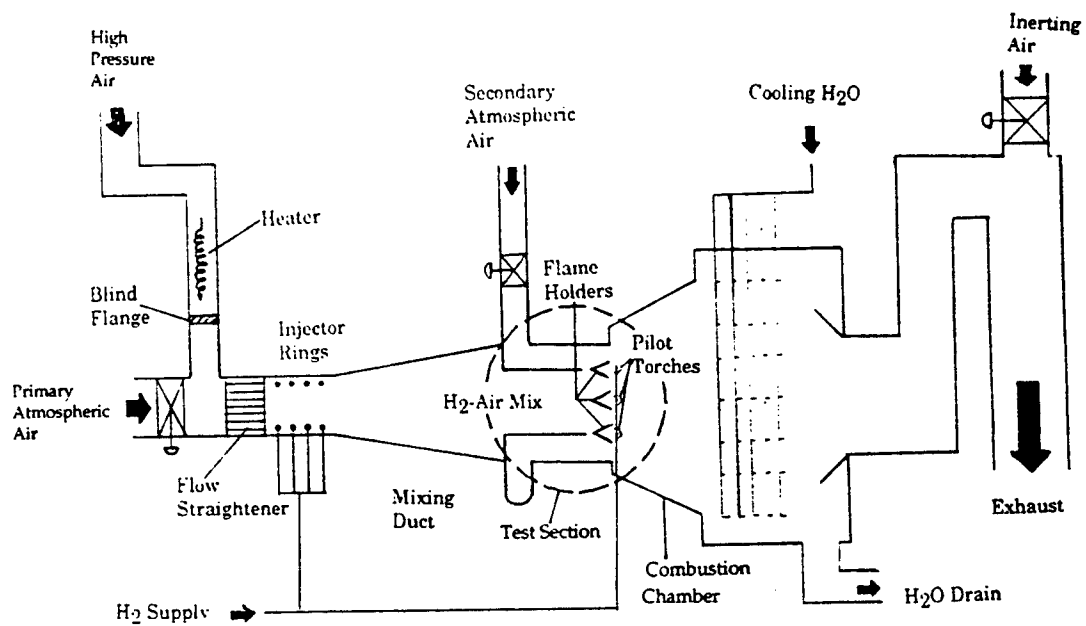 High
Pressure
Air
Secondary
Atmospheric
Air
Cooling H₂O
Inerting
Air
Heater
Blind
Flange
Injector
Rings
Flame
Holders
Pilot
Torches
Primary
Atmospheric
Air
H₂-Air Mix
Flow
Straightener
Mixing
Duct
Test Section
Combustion
Chamber
Exhaust
H₂ Supply
H₂O Drain